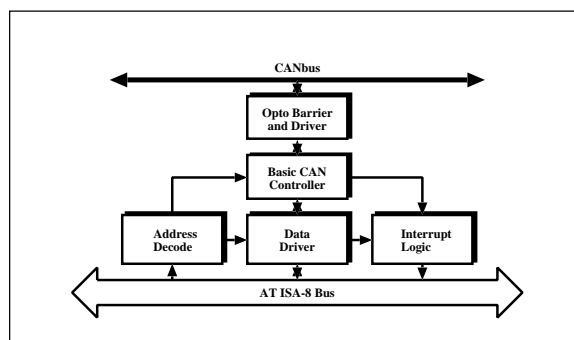 CANbus
Opto Barrier
and Driver
Basic CAN
Controller
Address
Decode
Data
Driver
Interrupt
Logic
AT ISA-8 Bus